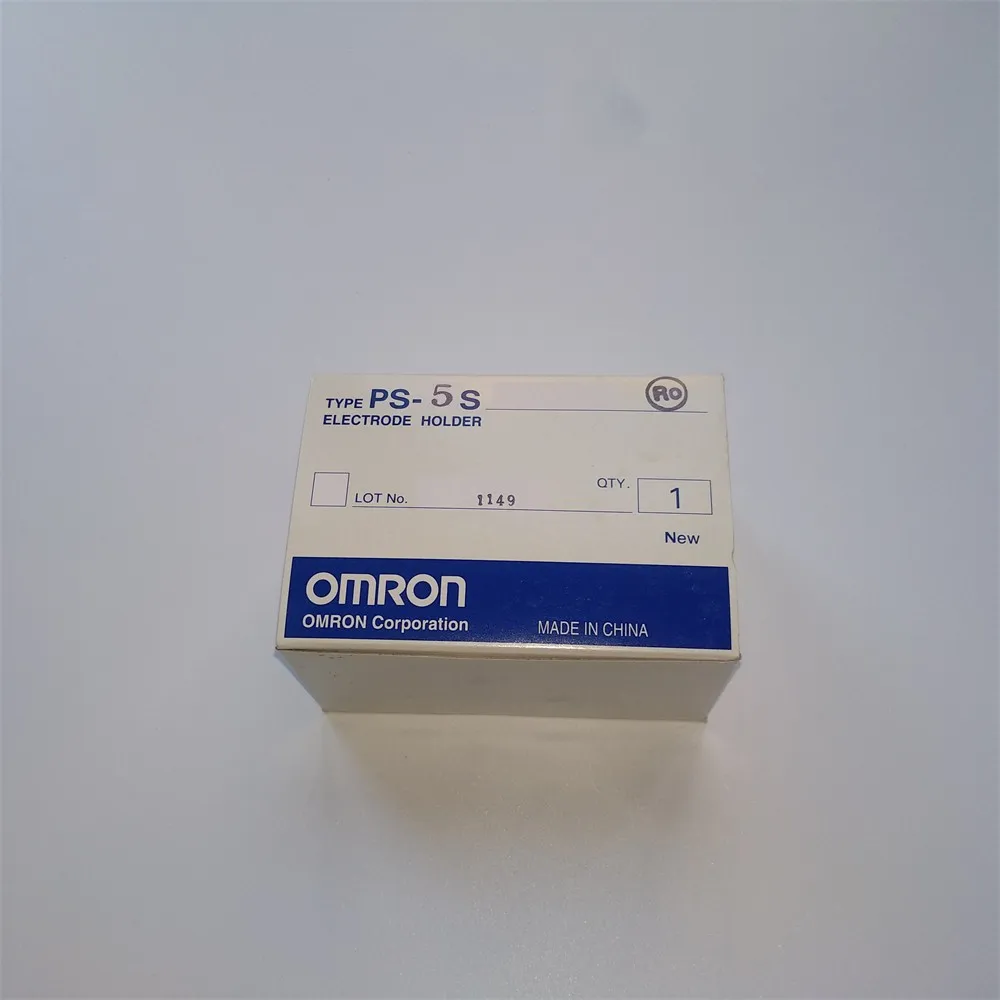 TYPE PS-5S Ro
ELECTRODE HOLDER
QTY. 1
LOT No. 1149
New
OMRON
OMRON Corporation
MADE IN CHINA